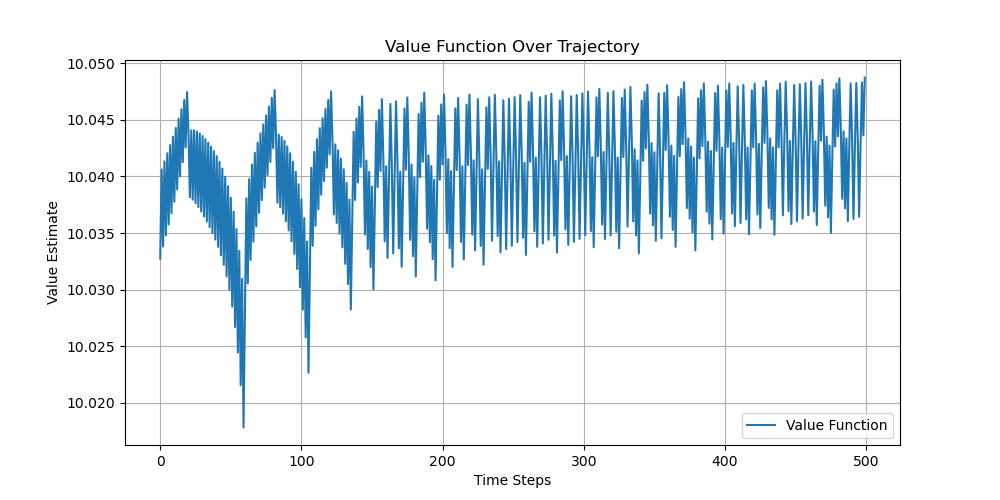 Value Function Over Trajectory
10.050
10.045
10.040
10.035
10.030
10.025
10.020
Value Estimate
Value Function
0 100 200 300 400 500
Time Steps